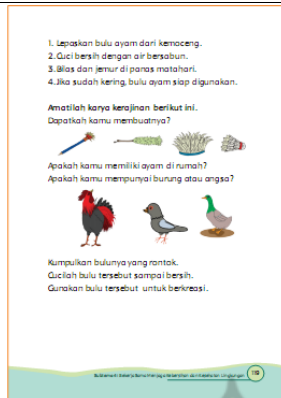 1. Lepaskan bulu ayam dari kemoceng.
2. Cuci bersih dengan air bersabun.
3. Bilas dan jemur di panas matahari.
4. Jika sudah kering, bulu ayam siap digunakan.
Amatilah karya kerajinan berikut ini.
Dapatkah kamu membuatnya?
Apakah kamu memiliki ayam di rumah?
Apakah kamu mempunyai burung atau angsa?
Kumpulkan bulunya yang rontok.
Cucilah bulu tersebut sampai bersih.
Gunakan bulu tersebut untuk berkreasi.